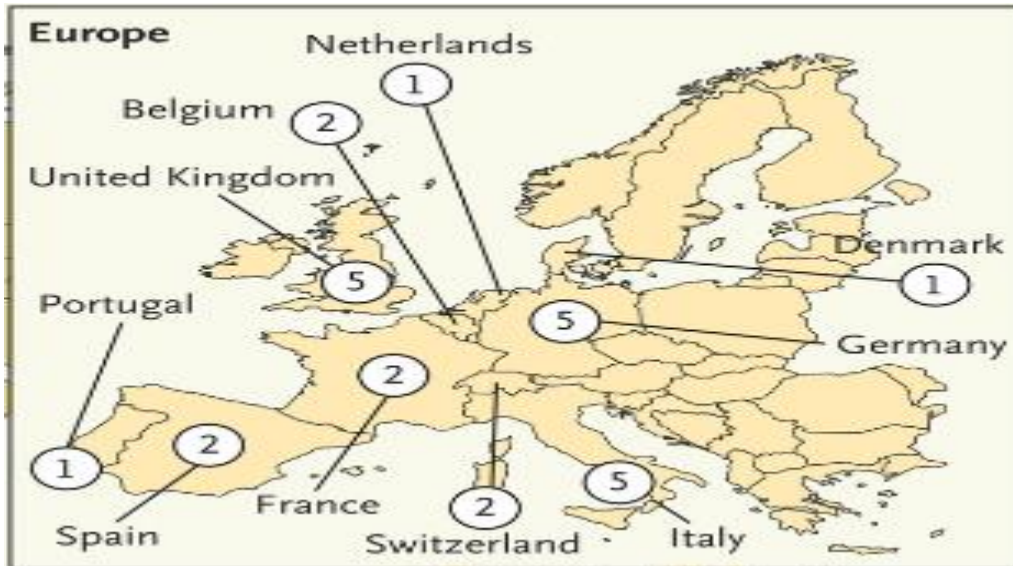 Europe
Netherlands
1
Belgium
2
United Kingdom
5
Denmark
1
Portugal
1
5
Germany
2
France
2
Spain
2
Switzerland
5
Italy